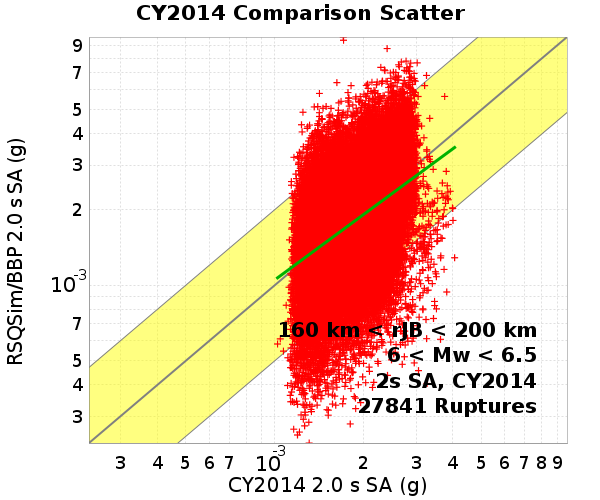 CY2014 Comparison Scatter
9
7
5
4
3
2
10-3
7
5
4
3
RSQSim/BBP 2.0 s SA (g)
160 km < rJB < 200 km
6 < Mw < 6.5
2s SA, CY2014
27841 Ruptures
3 4 5 6 7 10-3 2 3 4 5 6 7 8 9
CY2014 2.0 s SA (g)